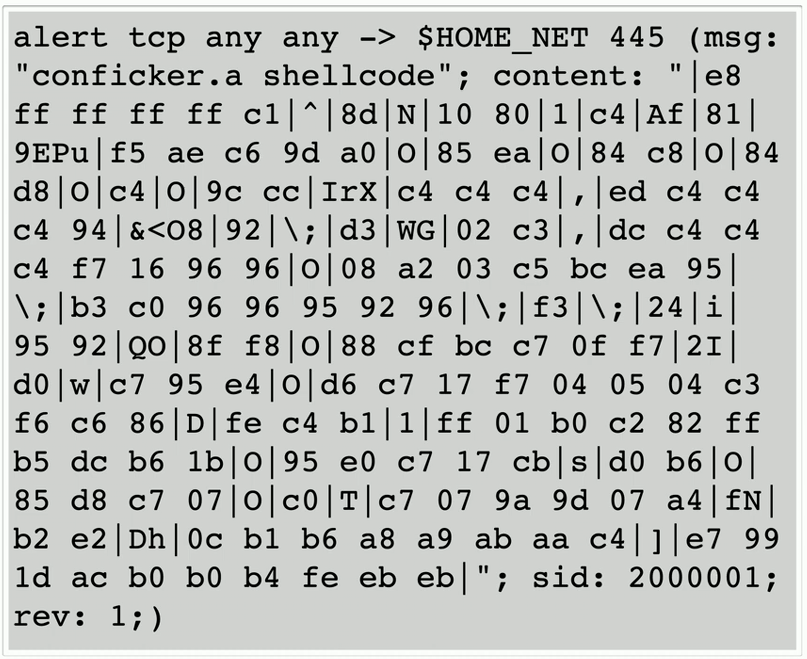 alert tcp any any -> $HOME_NET 445 (msg:
"conficker.a shellcode"; content: "|e8
ff ff ff ff c1|^|8d|N|10 80|1|c4|Af|81|
9EPu|f5 ae c6 9d a0|O|85 ea|O|84 c8|O|84
d8|O|c4|O|9c cc|IrX|c4 c4 c4|,|ed c4 c4
c4 94|&<O8|92|\;|d3|WG|02 c3|,|dc c4 c4
c4 f7 16 96 96|O|08 a2 03 c5 bc ea 95|
\;|b3 c0 96 96 95 92 96|\;|f3|\;|24|i|
95 92|QO|8f f8|O|88 cf bc c7 0f f7|2I|
d0|w|c7 95 e4|O|d6 c7 17 f7 04 05 04 c3
f6 c6 86|D|fe c4 b1|1|ff 01 b0 c2 82 ff
b5 dc b6 1b|O|95 e0 c7 17 cb|s|d0 b6|O|
85 d8 c7 07|O|c0|T|c7 07 9a 9d 07 a4|fN|
b2 e2|Dh|0c b1 b6 a8 a9 ab aa c4|]|e7 99
1d ac b0 b0 b4 fe eb eb|"; sid: 2000001;
rev: 1;)